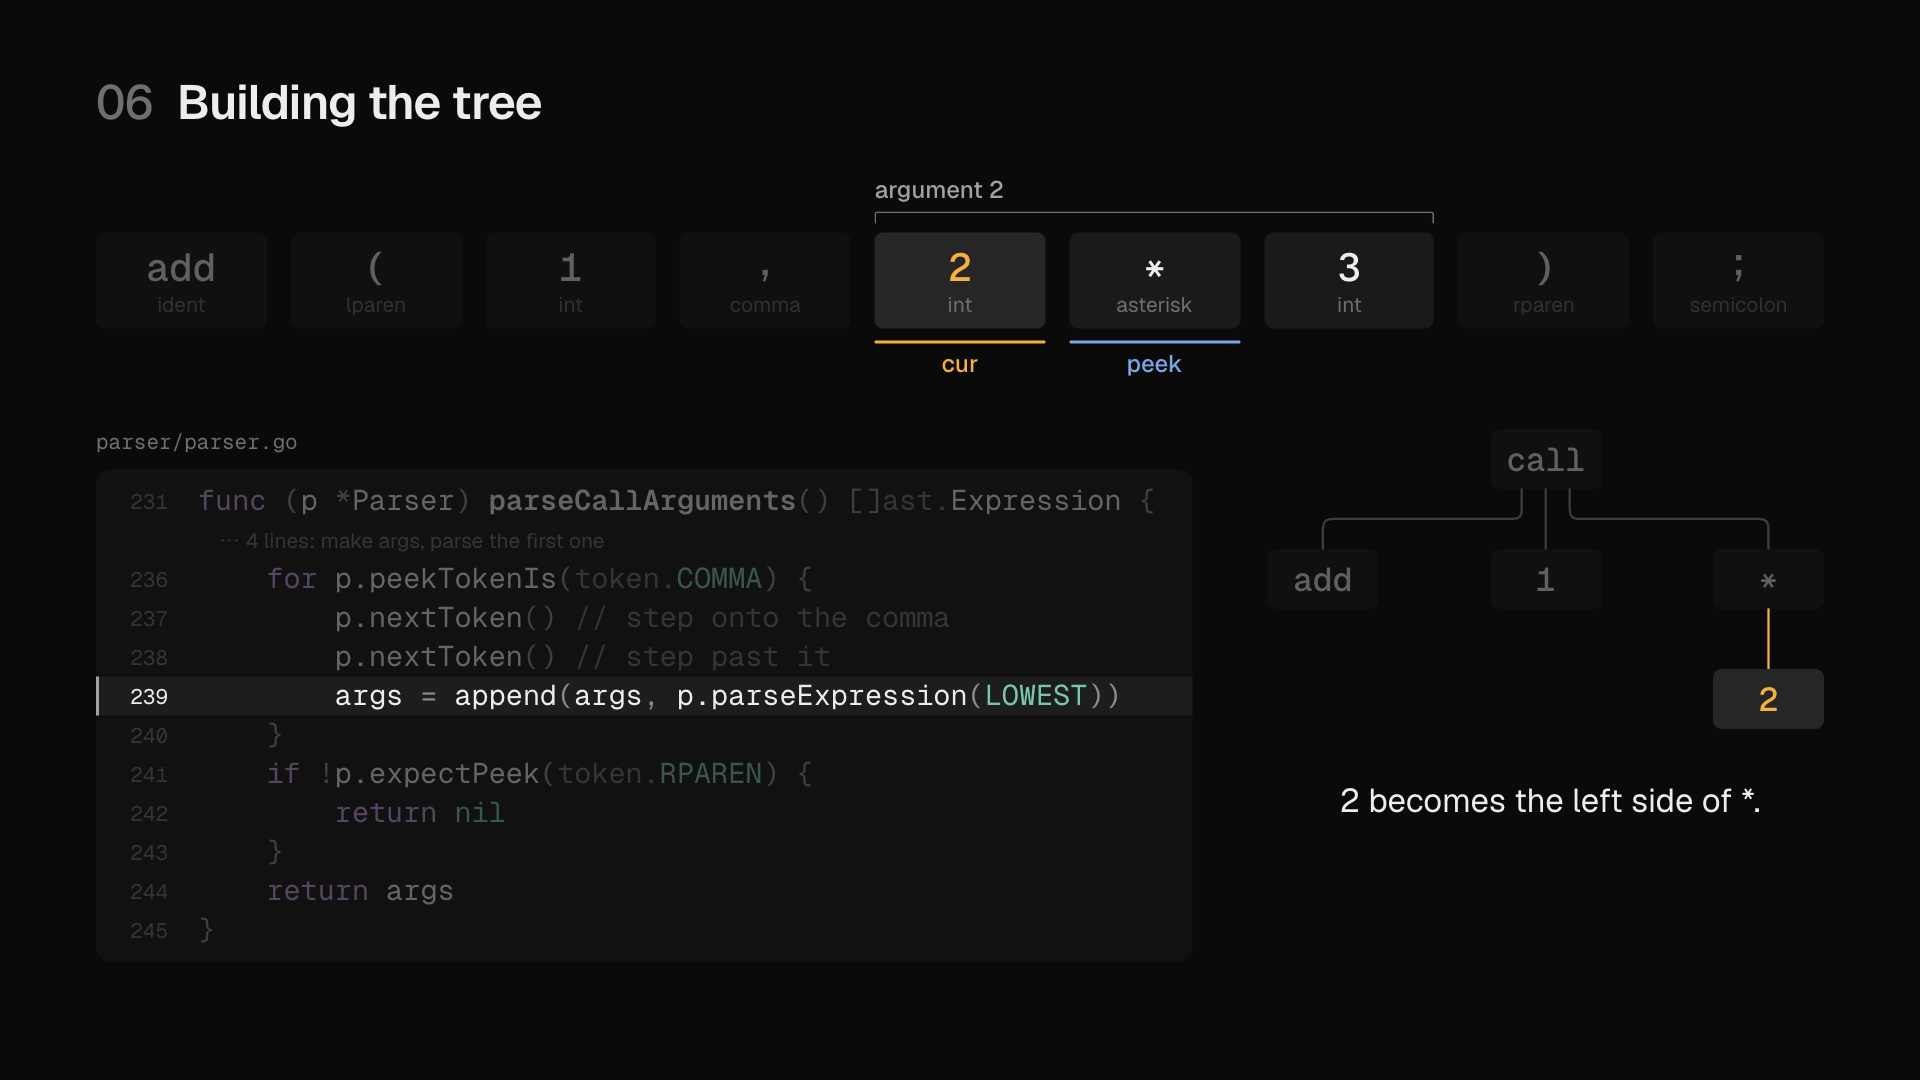 06 Building the tree
argument 2
add ( 1 , 2 * 3 ) ;
ident lparen int comma int asterisk int rparen semicolon
cur peek
parser/parser.go
231 func (p *Parser) parseCallArguments() []ast.Expression {
··· 4 lines: make args, parse the first one
236 for p.peekTokenIs(token.COMMA) {
237 p.nextToken() // step onto the comma
238 p.nextToken() // step past it
239 args = append(args, p.parseExpression(LOWEST))
240 }
241 if !p.expectPeek(token.RPAREN) {
242 return nil
243 }
244 return args
245 }
call
add 1 *
2
2 becomes the left side of *.